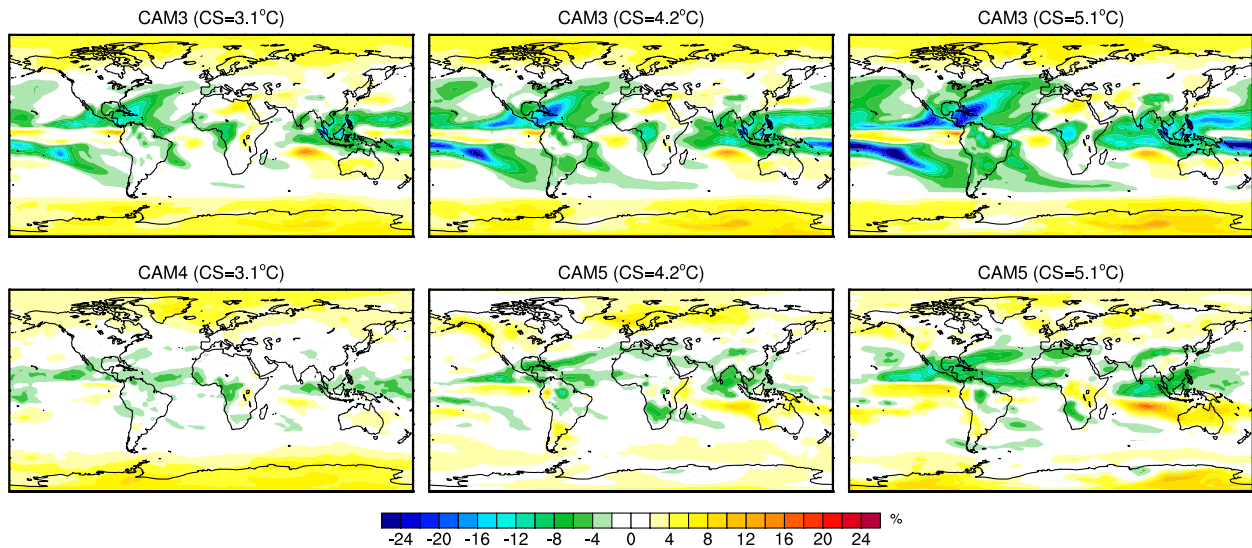 CAM3 (CS=3.1°C) CAM3 (CS=4.2°C) CAM3 (CS=5.1°C)
CAM4 (CS=3.1°C) CAM5 (CS=4.2°C) CAM5 (CS=5.1°C)
%
-24 -20 -16 -12 -8 -4 0 4 8 12 16 20 24